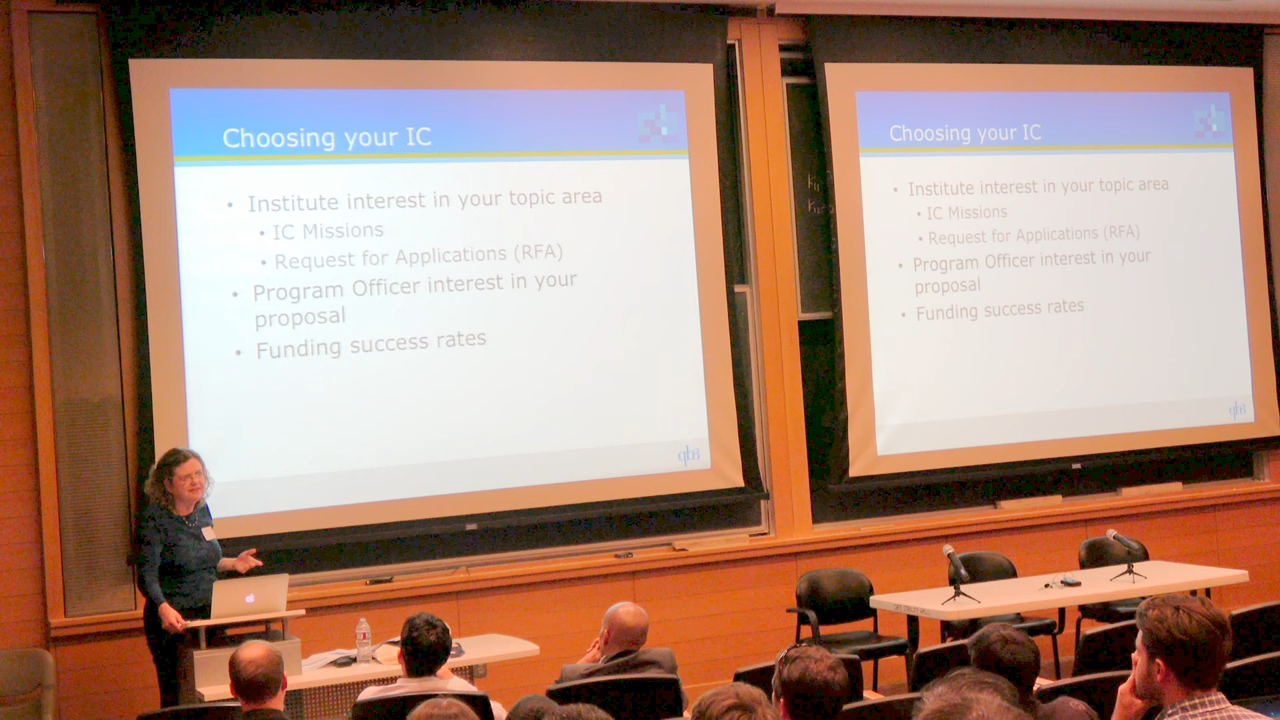 Choosing your IC
• Institute interest in your topic area
• IC Missions
• Request for Applications (RFA)
• Program Officer interest in your
proposal
• Funding success rates
qb3
Choosing your IC
• Institute interest in your topic area
• IC Missions
• Request for Applications (RFA)
• Program Officer interest in your
proposal
• Funding success rates
qb3